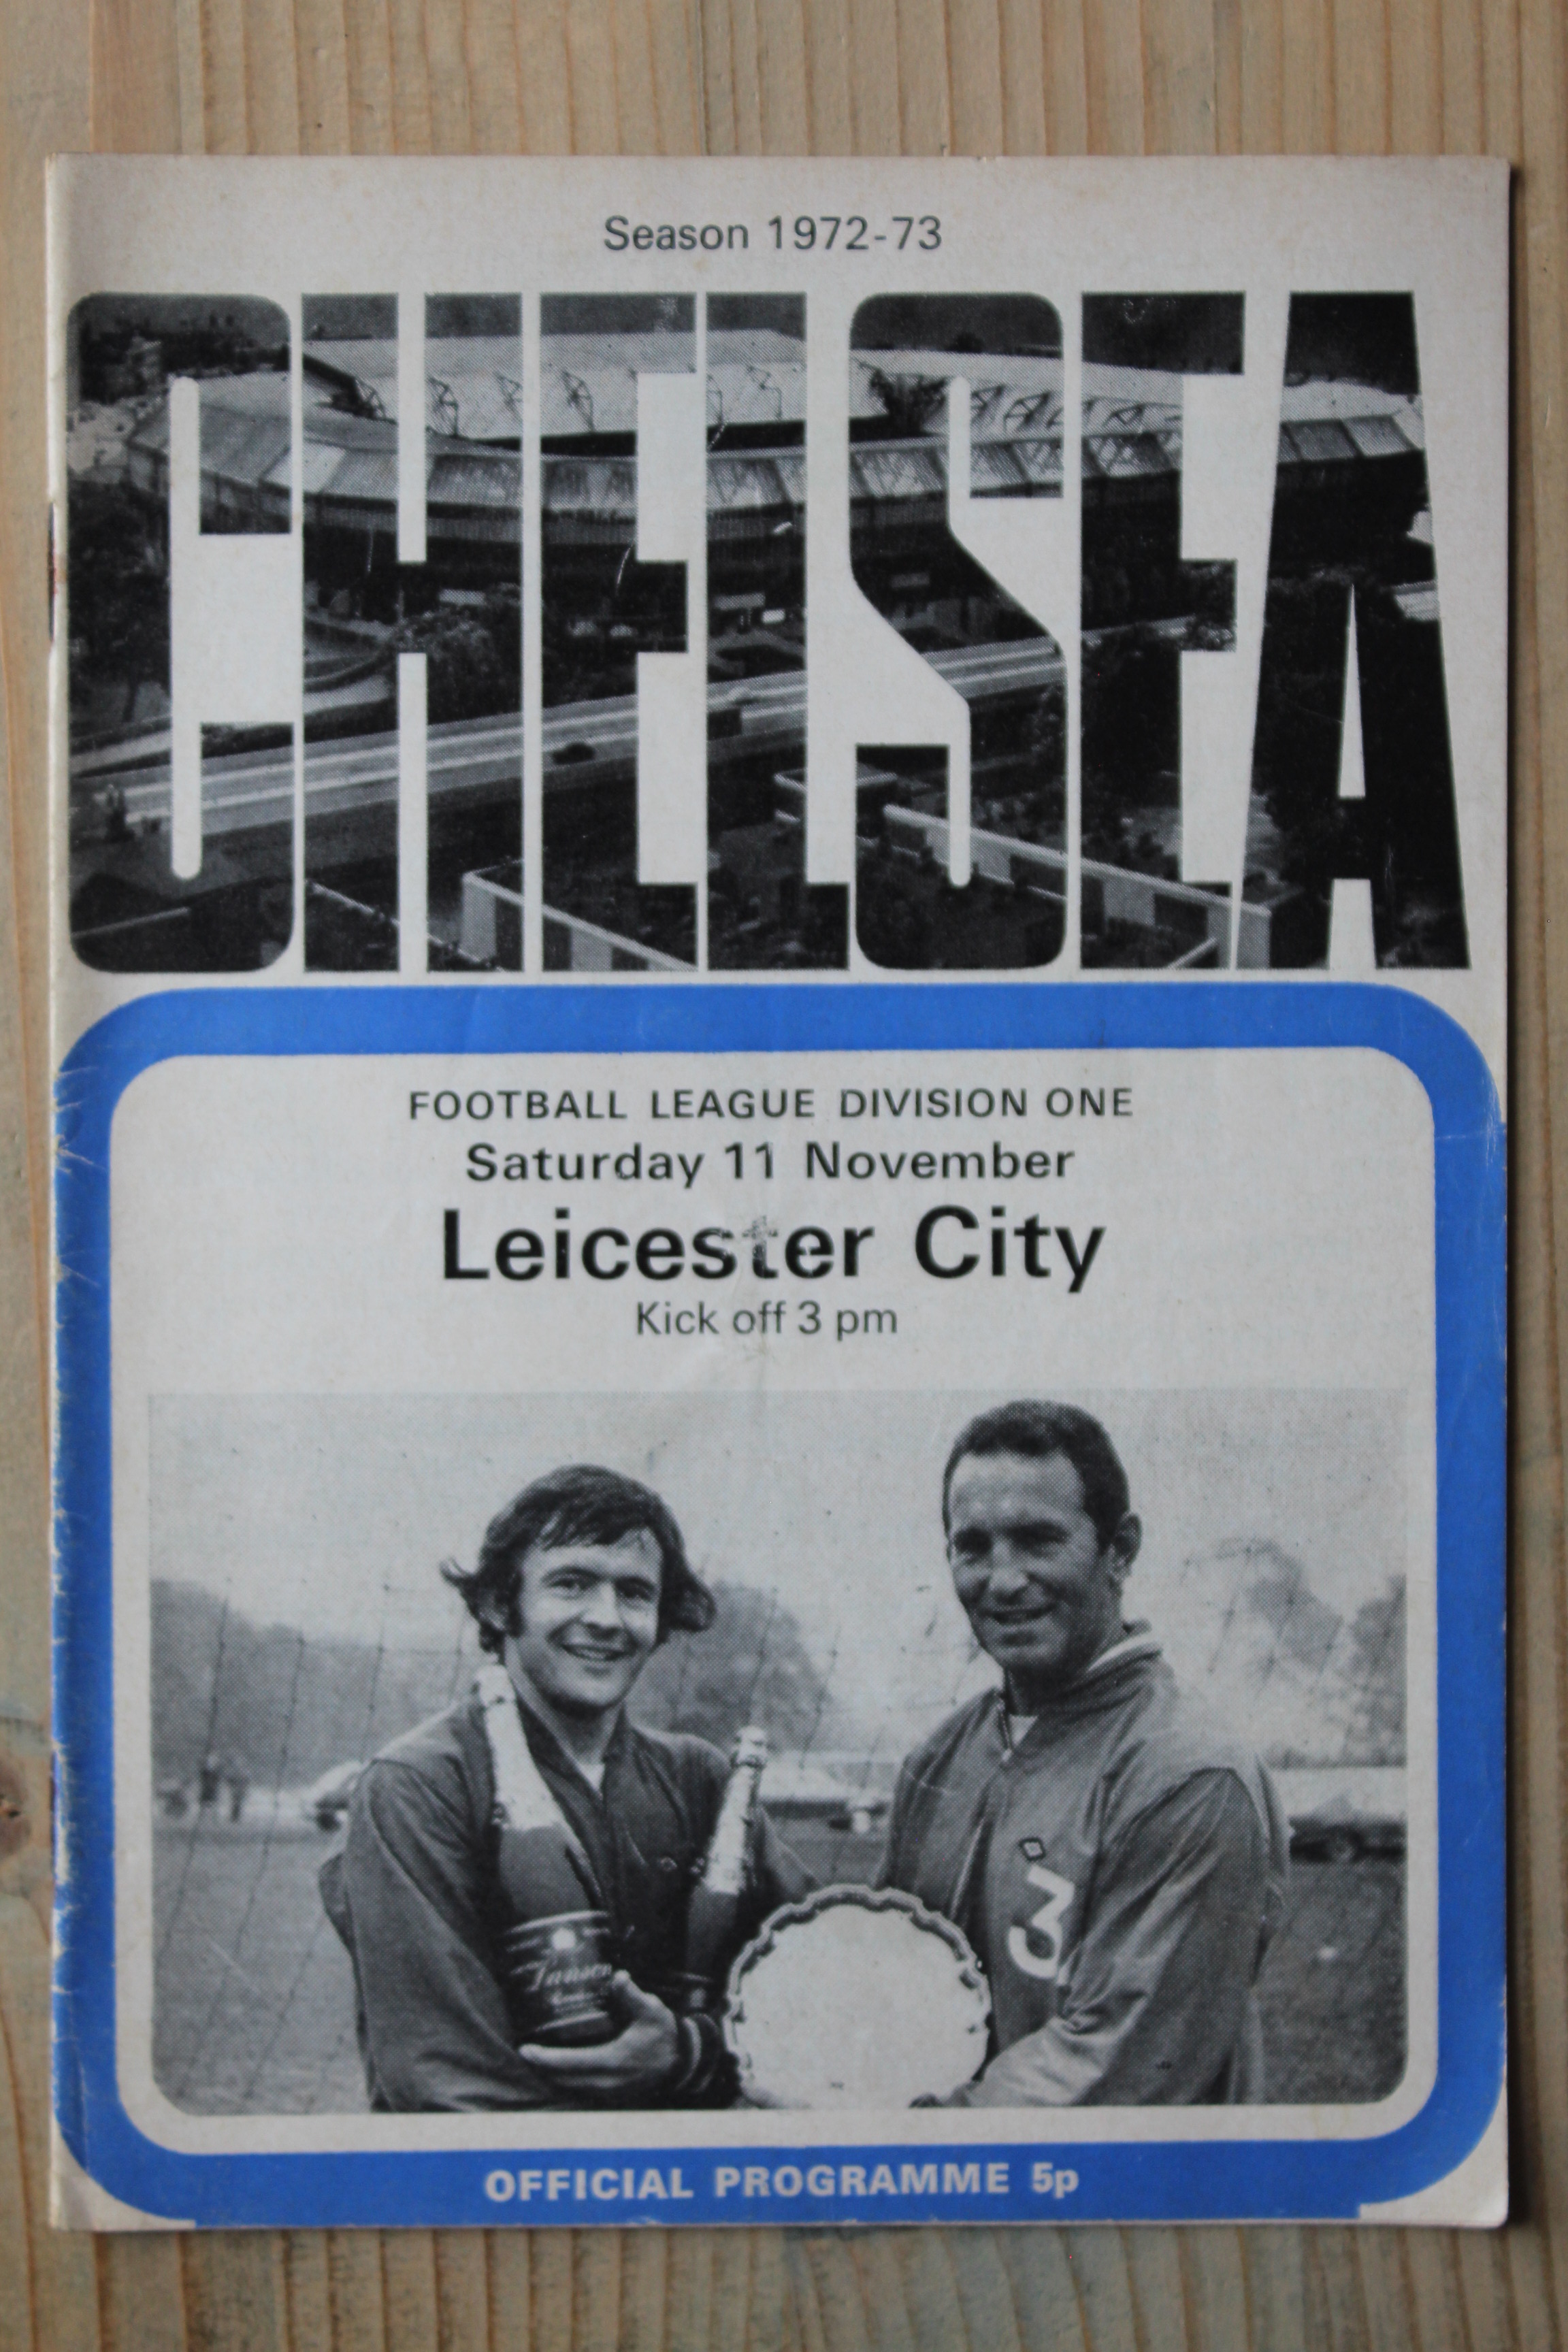 Season 1972-73
CHELSEA
FOOTBALL LEAGUE DIVISION ONE
Saturday 11 November
Leicester City
Kick off 3 pm
3
OFFICIAL PROGRAMME 5p